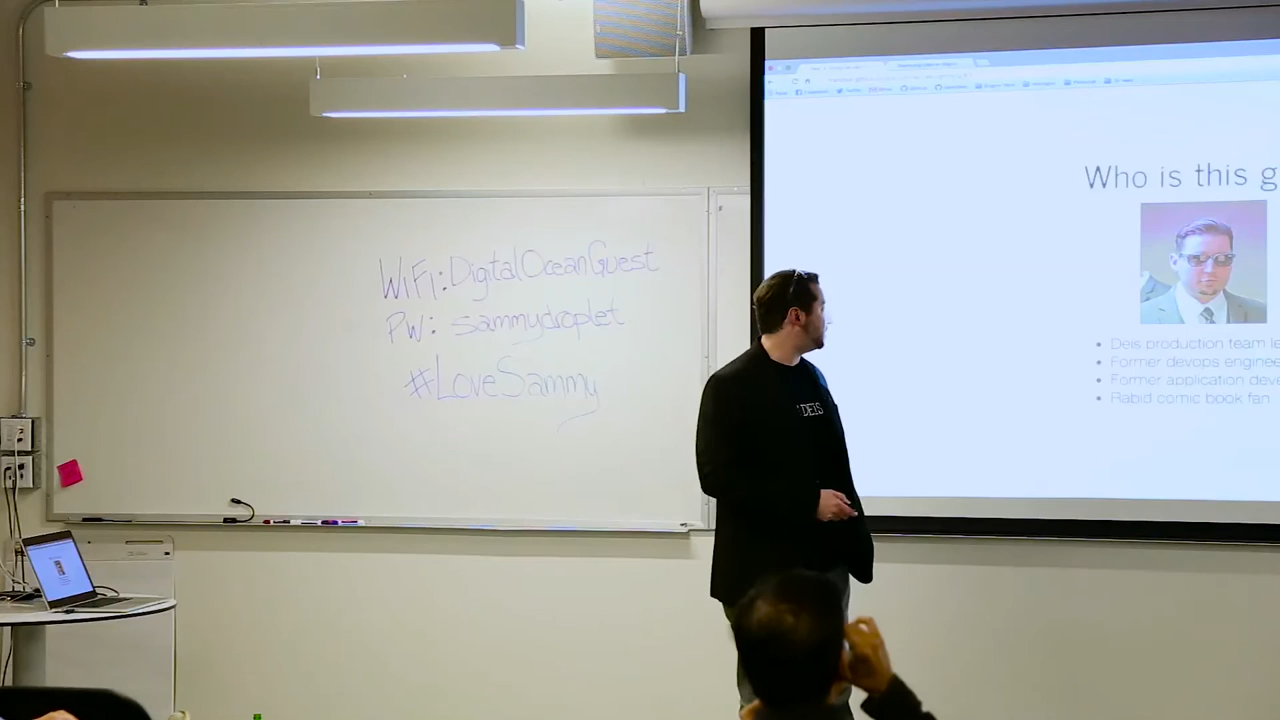 WiFi: DigitalOceanGuest
PW: sammydroplet
#LoveSammy
DEIS
Who is this g
• Deis production team le
• Former devops enginee
• Former application deve
• Rabid comic book fan